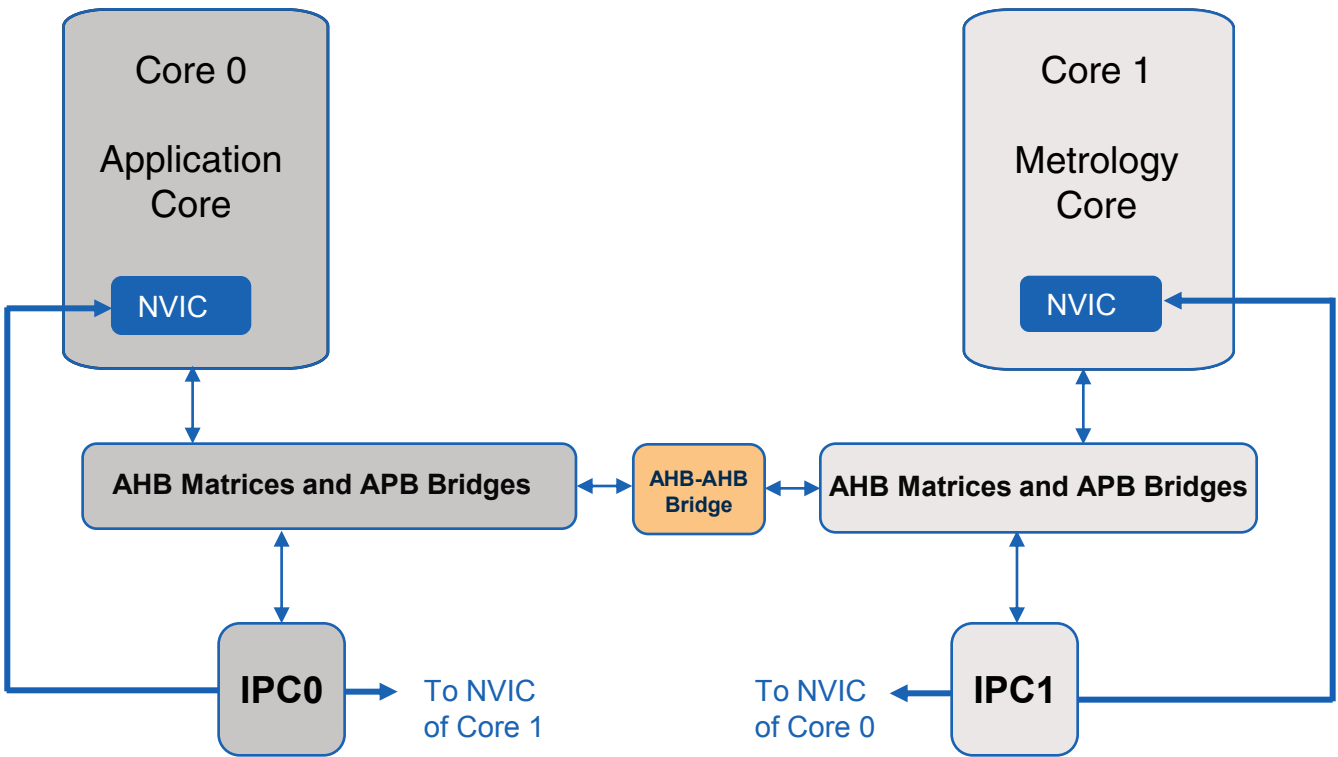 Core 0
Application
Core
NVIC
Core 1
Metrology
Core
NVIC
AHB Matrices and APB Bridges
AHB-AHB
Bridge
AHB Matrices and APB Bridges
IPC0
To NVIC
of Core 1
To NVIC
of Core 0
IPC1